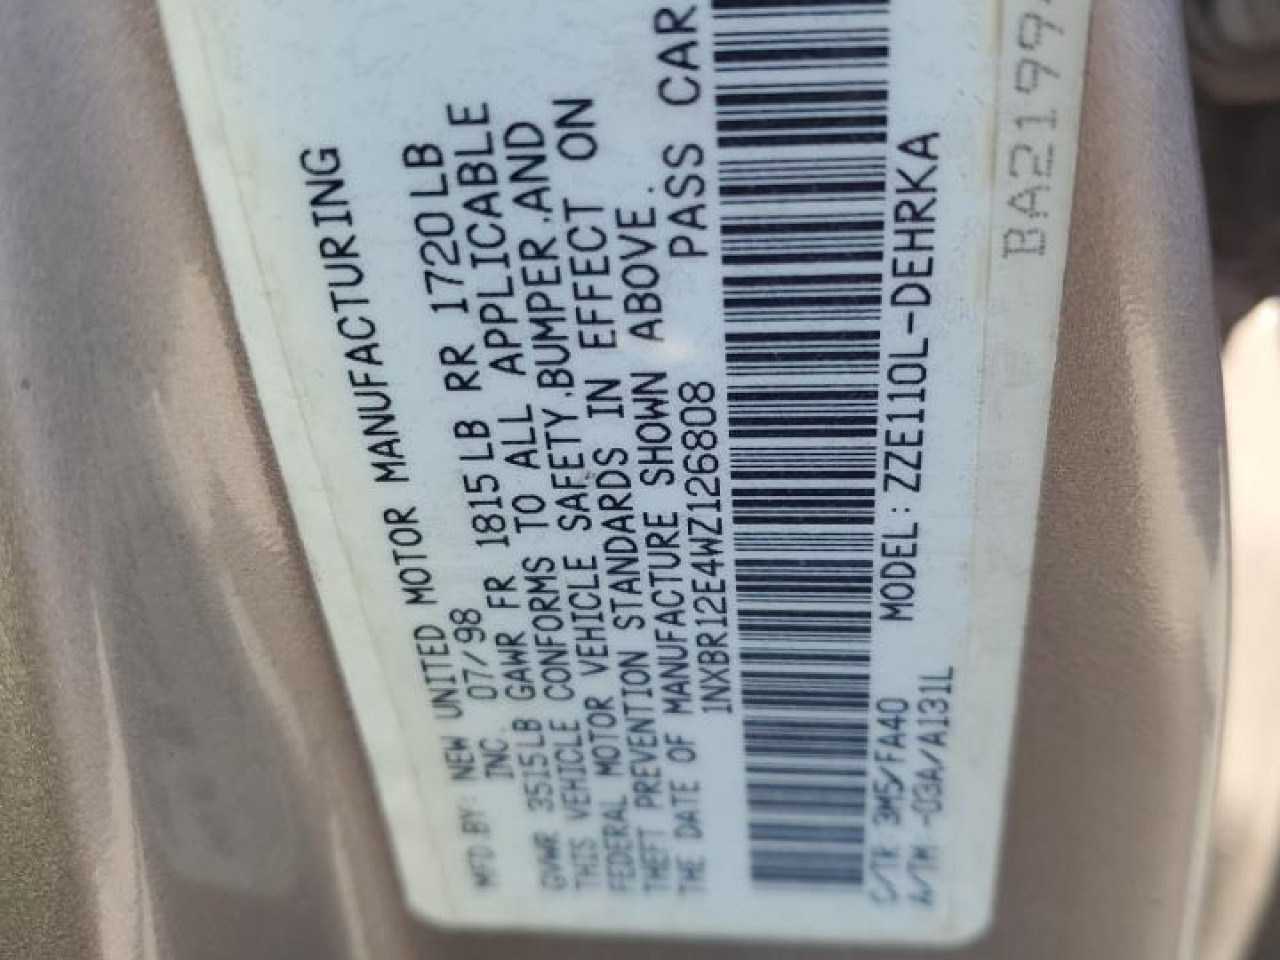 MFD BY: NEW UNITED MOTOR MANUFACTURING
INC. 07/98
GVWR 3515LB GAWR FR 1815LB RR 1720LB
THIS VEHICLE CONFORMS TO ALL APPLICABLE
FEDERAL MOTOR VEHICLE SAFETY,BUMPER,AND
THEFT PREVENTION STANDARDS IN EFFECT ON
THE DATE OF MANUFACTURE SHOWN ABOVE.
1NXBR12E4WZ126808 PASS CAR
C/TR 3M5/FA40 MODEL: ZZE110L-DEHRKA
A/TM -03A/A131L
BA2199